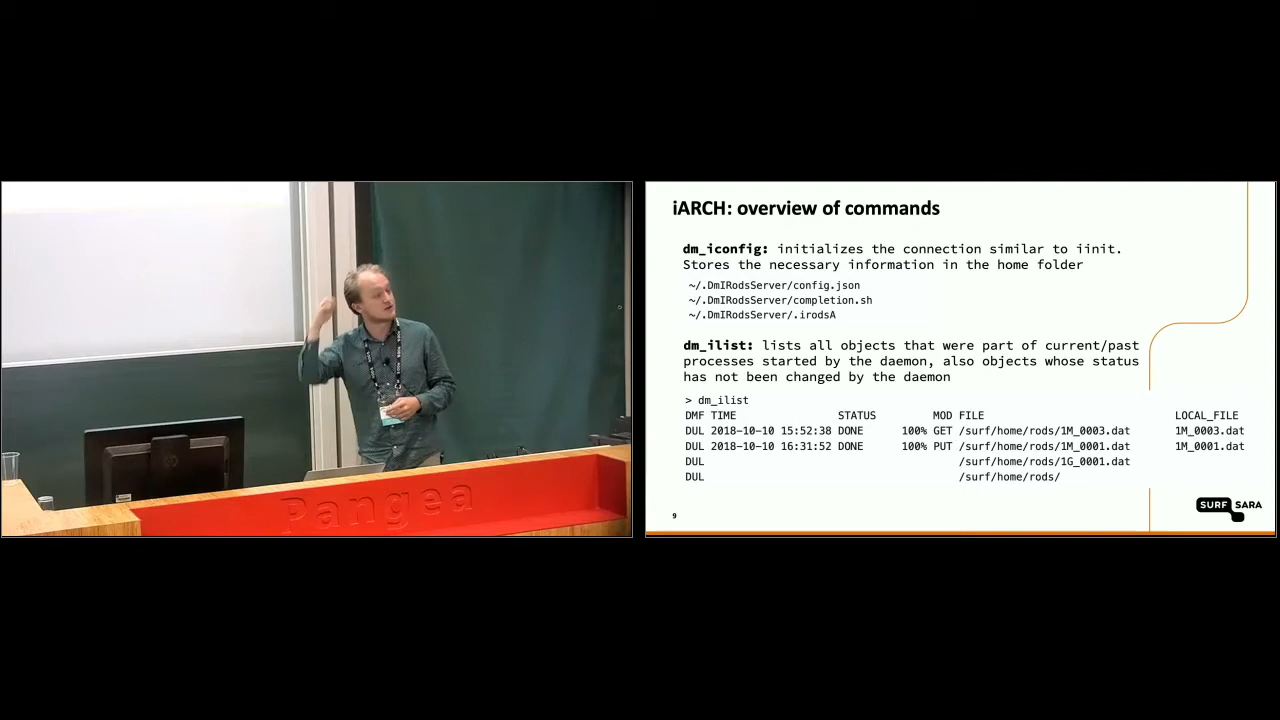 Pangea
iARCH: overview of commands
dm_iconfig: initializes the connection similar to iinit.
Stores the necessary information in the home folder
~/.DmIRodsServer/config.json
~/.DmIRodsServer/completion.sh
~/.DmIRodsServer/.irodsA
dm_ilist: lists all objects that were part of current/past
processes started by the daemon, also objects whose status
has not been changed by the daemon
> dm_ilist
DMF TIME STATUS MOD FILE LOCAL_FILE
DUL 2018-10-10 15:52:38 DONE 100% GET /surf/home/rods/1M_0003.dat 1M_0003.dat
DUL 2018-10-10 16:31:52 DONE 100% PUT /surf/home/rods/1M_0001.dat 1M_0001.dat
DUL /surf/home/rods/1G_0001.dat
DUL /surf/home/rods/
9
SURF SARA